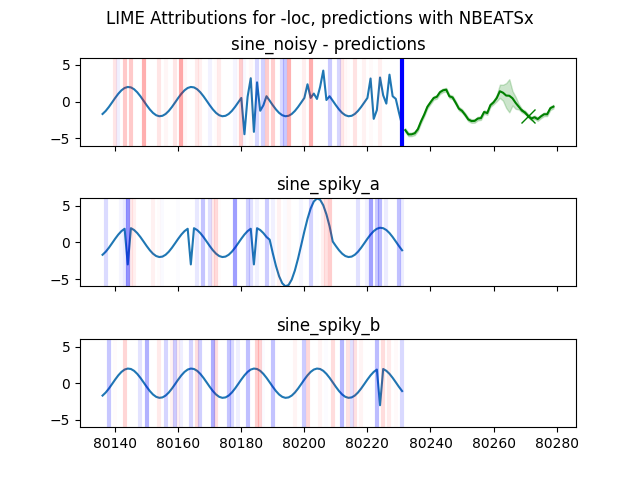 LIME Attributions for -loc, predictions with NBEATSx
sine_noisy - predictions
5
0
−5
sine_spiky_a
5
0
−5
sine_spiky_b
5
0
−5
80140 80160 80180 80200 80220 80240 80260 80280